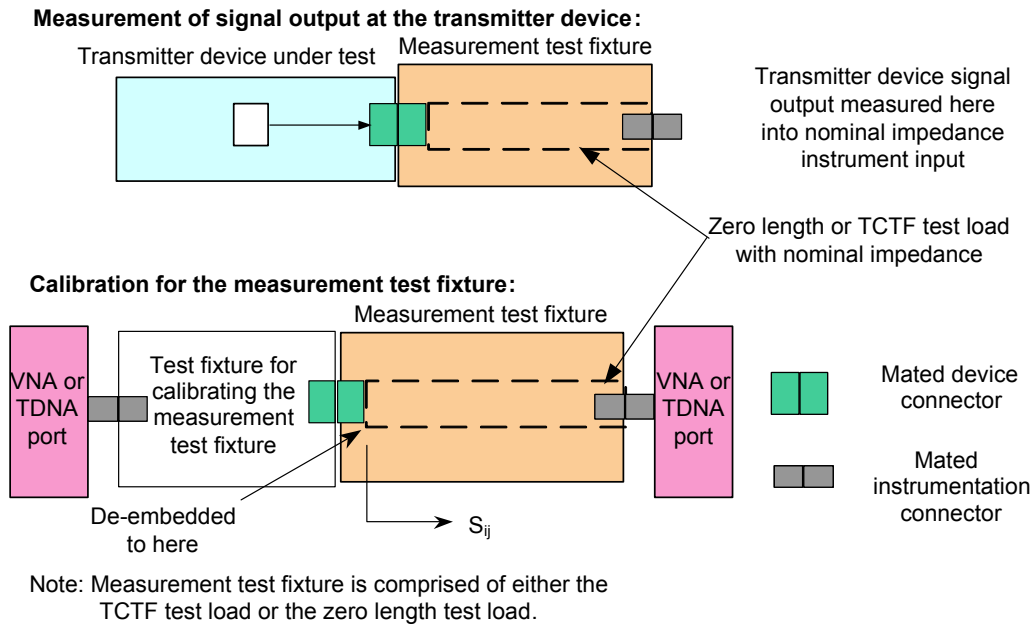 Measurement of signal output at the transmitter device:
Measurement test fixture
Transmitter device under test
Transmitter device signal
output measured here
into nominal impedance
instrument input
Zero length or TCTF test load
with nominal impedance
Calibration for the measurement test fixture:
Measurement test fixture
VNA or
TDNA
port
Test fixture for
calibrating the
measurement
test fixture
VNA or
TDNA
port
Mated device
connector
Mated
instrumentation
connector
De-embedded
to here
Sij
Note: Measurement test fixture is comprised of either the
TCTF test load or the zero length test load.